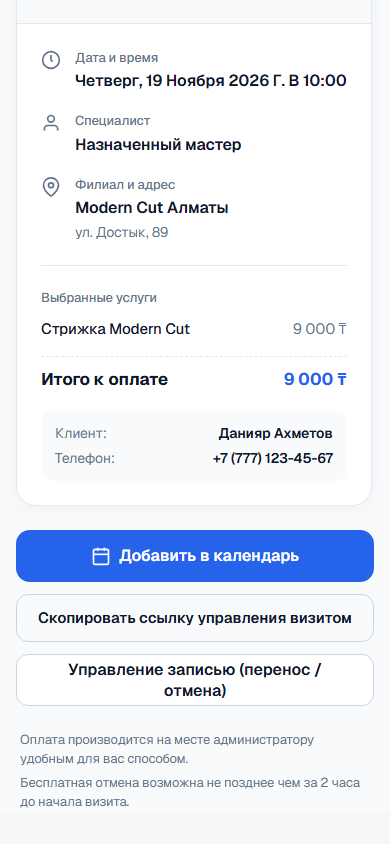 Дата и время
Четверг, 19 Ноября 2026 Г. В 10:00
Специалист
Назначенный мастер
Филиал и адрес
Modern Cut Алматы
ул. Достык, 89
Выбранные услуги
Стрижка Modern Cut 9 000 ₸
Итого к оплате 9 000 ₸
Клиент: Данияр Ахметов
Телефон: +7 (777) 123-45-67
Добавить в календарь
Скопировать ссылку управления визитом
Управление записью (перенос /
отмена)
Оплата производится на месте администратору
удобным для вас способом.
Бесплатная отмена возможна не позднее чем за 2 часа
до начала визита.